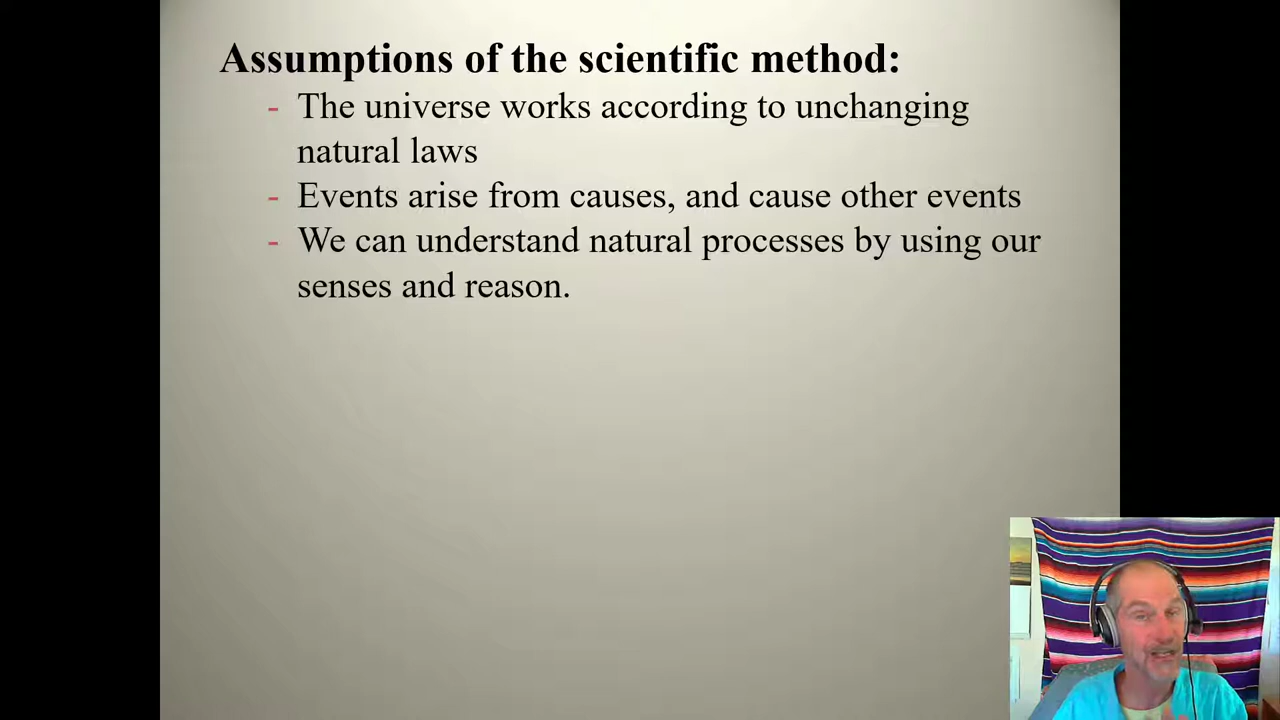 Assumptions of the scientific method:
- The universe works according to unchanging
natural laws
- Events arise from causes, and cause other events
- We can understand natural processes by using our
senses and reason.